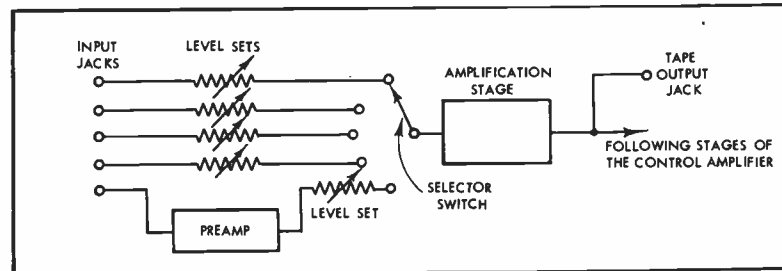 INPUT
JACKS
LEVEL SETS
AMPLIFICATION
STAGE
TAPE
OUTPUT
JACK
FOLLOWING STAGES OF
THE CONTROL AMPLIFIER
SELECTOR
SWITCH
LEVEL SET
PREAMP